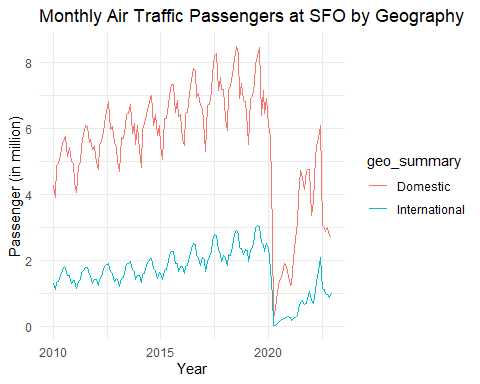 Monthly Air Traffic Passengers at SFO by Geography
Passenger (in million)
8
6
4
2
0
2010
2015
2020
Year
geo_summary
Domestic
International